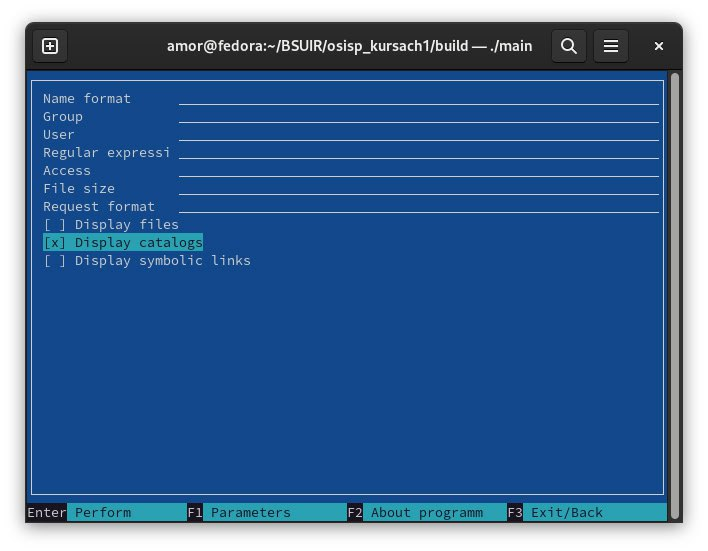 amor@fedora:~/BSUIR/osisp_kursach1/build — ./main
Name format
Group
User
Regular expressi
Access
File size
Request format
[ ] Display files
[x] Display catalogs
[ ] Display symbolic links
Enter Perform F1 Parameters F2 About programm F3 Exit/Back